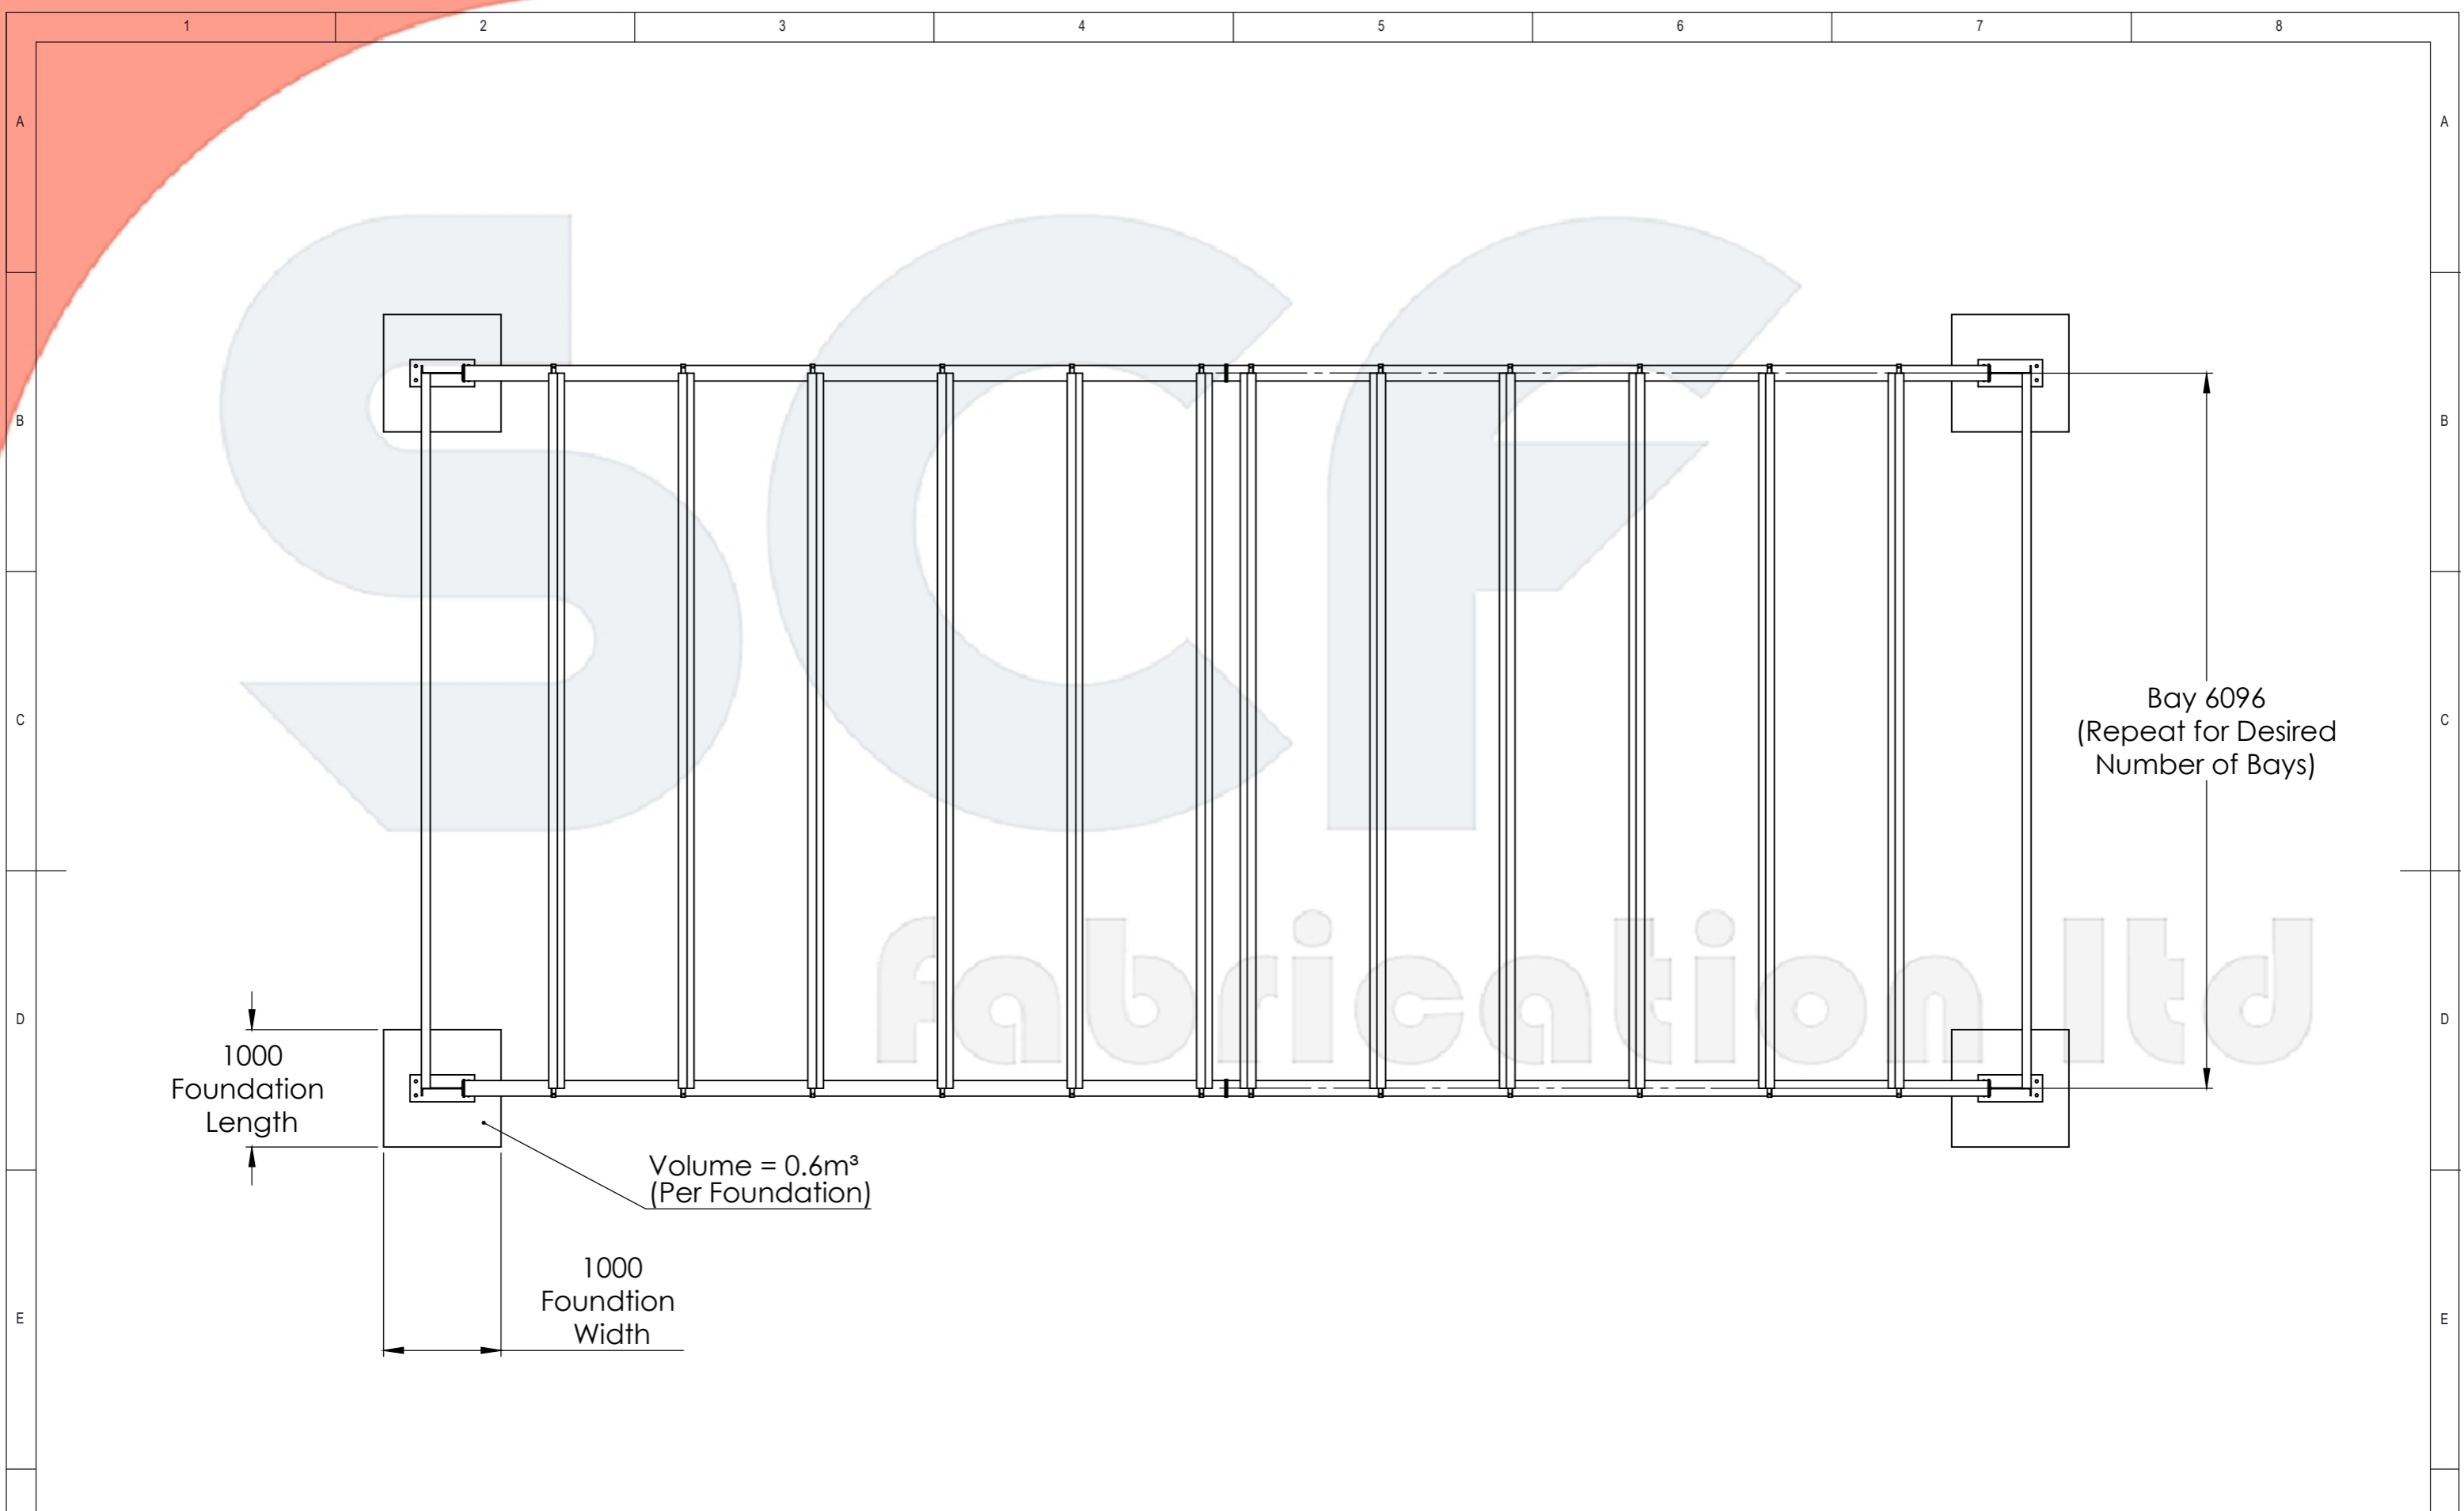 1 2 3 4 5 6 7 8
A A
B B
Bay 6096
(Repeat for Desired
Number of Bays)
C C
SCF
fabrication ltd
D D
1000
Foundation
Length
Volume = 0.6m³
(Per Foundation)
1000
Foundtion
Width
E E